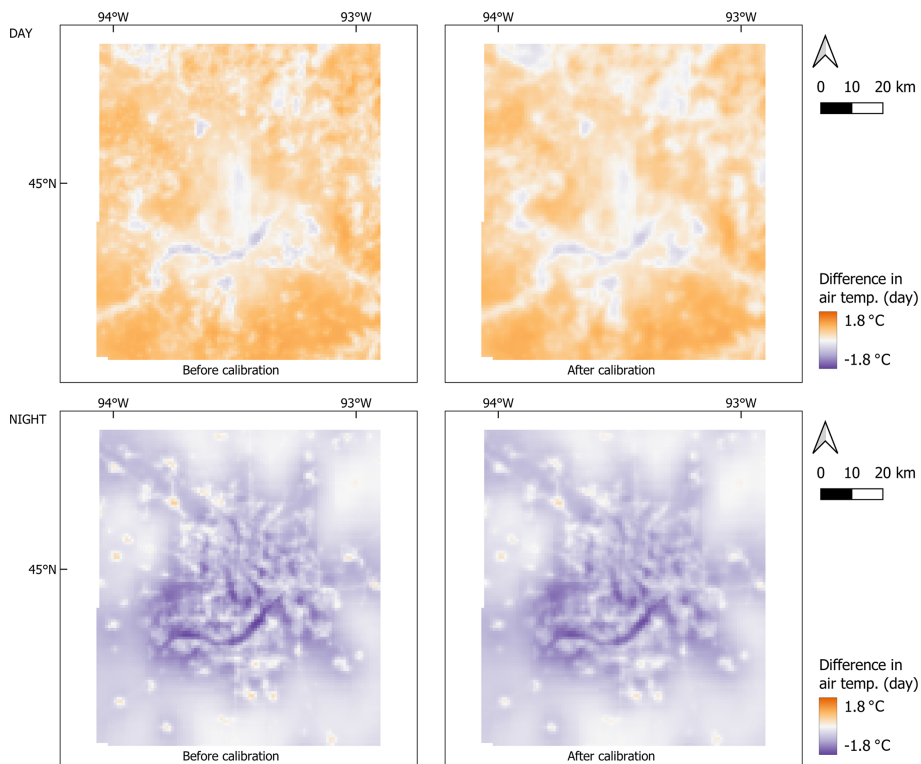 DAY
94°W 93°W 94°W 93°W
0 10 20 km
45°N
Difference in
air temp. (day)
1.8 °C
-1.8 °C
Before calibration After calibration
NIGHT
94°W 93°W 94°W 93°W
0 10 20 km
45°N
Difference in
air temp. (day)
1.8 °C
-1.8 °C
Before calibration After calibration